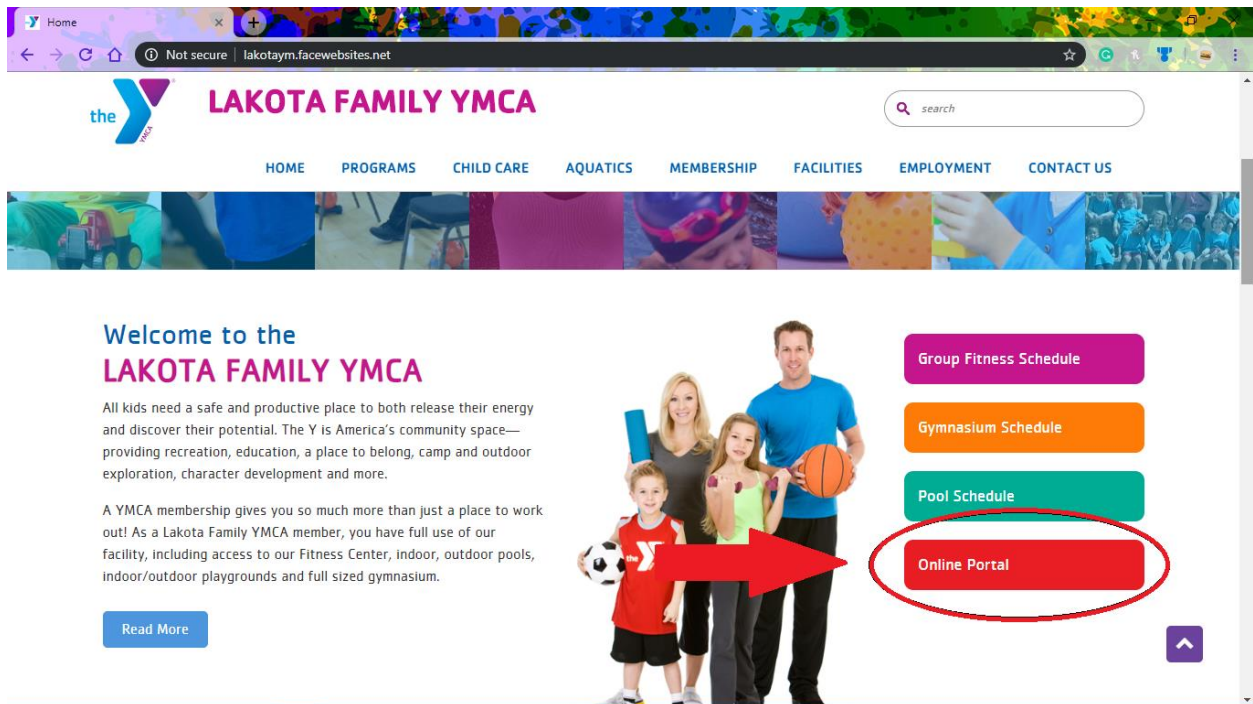 Home
Not secure | lakotaym.facewebsites.net
the
YMCA
LAKOTA FAMILY YMCA
search
HOME PROGRAMS CHILD CARE AQUATICS MEMBERSHIP FACILITIES EMPLOYMENT CONTACT US
Welcome to the
LAKOTA FAMILY YMCA
All kids need a safe and productive place to both release their energy
and discover their potential. The Y is America's community space—
providing recreation, education, a place to belong, camp and outdoor
exploration, character development and more.
A YMCA membership gives you so much more than just a place to work
out! As a Lakota Family YMCA member, you have full use of our
facility, including access to our Fitness Center, indoor, outdoor pools,
indoor/outdoor playgrounds and full sized gymnasium.
Read More
the
Group Fitness Schedule
Gymnasium Schedule
Pool Schedule
Online Portal